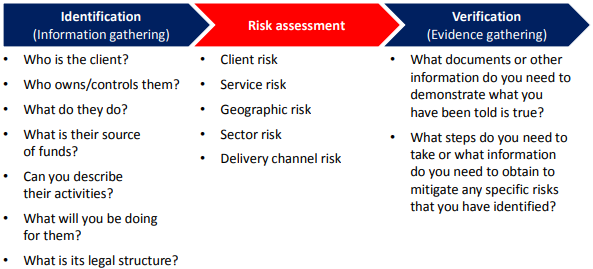 Identification
(Information gathering)
• Who is the client?
• Who owns/controls them?
• What do they do?
• What is their source
of funds?
• Can you describe
their activities?
• What will you be doing
for them?
• What is its legal structure?
Risk assessment
• Client risk
• Service risk
• Geographic risk
• Sector risk
• Delivery channel risk
Verification
(Evidence gathering)
• What documents or other
information do you need to
demonstrate what you
have been told is true?
• What steps do you need to
take or what information
do you need to obtain to
mitigate any specific risks
that you have identified?